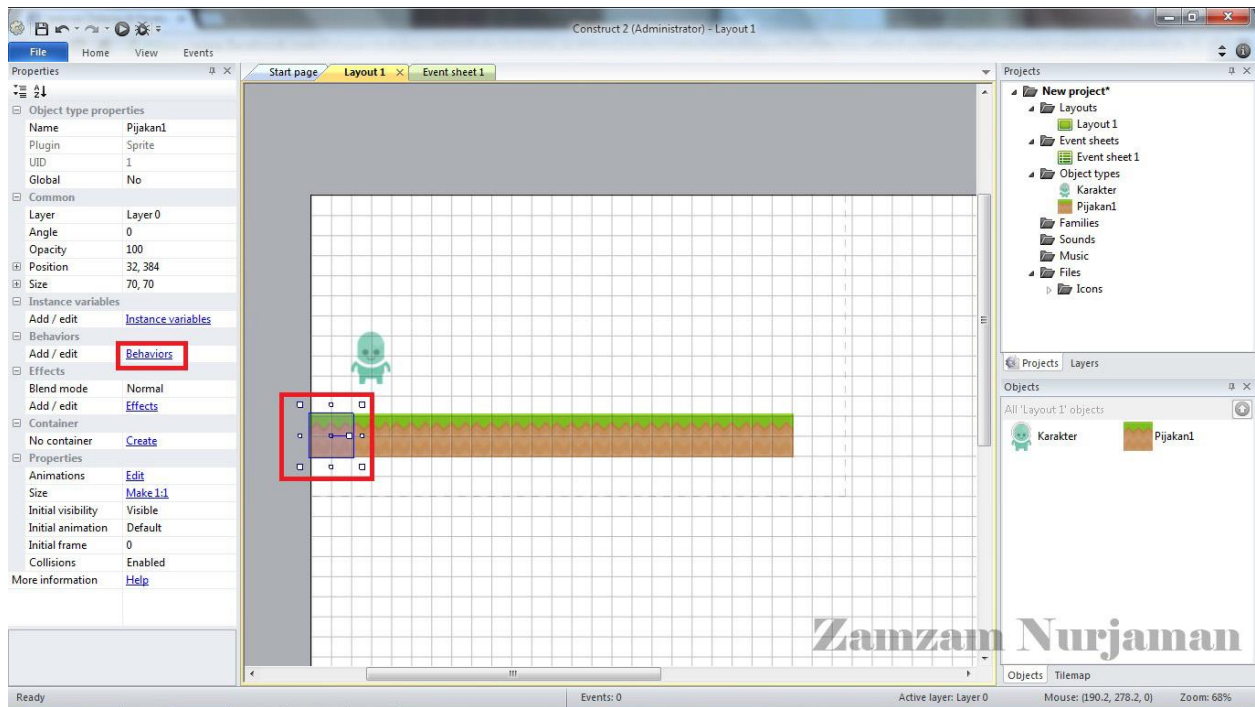 Construct 2 (Administrator) - Layout 1
File Home View Events
Properties
Object type properties
Name Pijakan1
Plugin Sprite
UID 1
Global No
Common
Layer Layer 0
Angle 0
Opacity 100
Position 32, 384
Size 70, 70
Instance variables
Add / edit Instance variables
Behaviors
Add / edit Behaviors
Effects
Blend mode Normal
Add / edit Effects
Container
No container Create
Properties
Animations Edit
Size Make 1:1
Initial visibility Visible
Initial animation Default
Initial frame 0
Collisions Enabled
More information Help
Start page Layout 1 Event sheet 1
Projects
New project*
Layouts
Layout 1
Event sheets
Event sheet 1
Object types
Karakter
Pijakan1
Families
Sounds
Music
Files
Icons
Projects Layers
Objects
All 'Layout 1' objects
Karakter Pijakan1
Zamzam Nurjaman
Objects Tilemap
Ready Events: 0 Active layer: Layer 0 Mouse: (190.2, 278.2, 0) Zoom: 68%